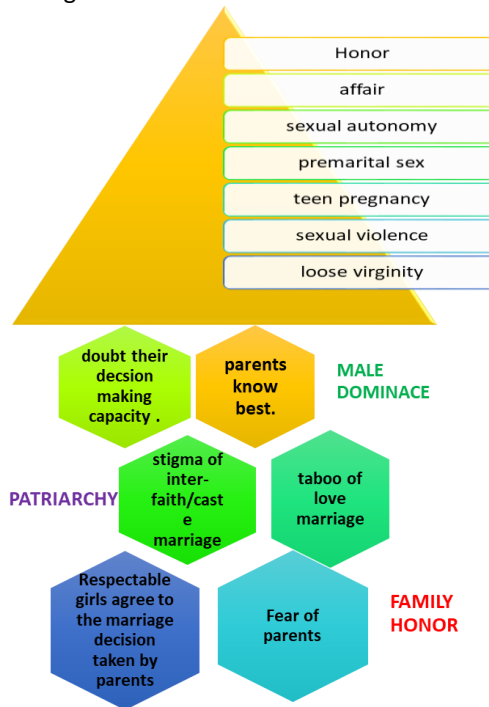 Honor
affair
sexual autonomy
premarital sex
teen pregnancy
sexual violence
loose virginity
doubt their
decsion
making
capacity .
parents
know
best.
MALE
DOMINACE
PATRIARCHY
stigma of
inter-
faith/cast
e
marriage
taboo of
love
marriage
Respectable
girls agree to
the marriage
decision
taken by
parents
Fear of
parents
FAMILY
HONOR